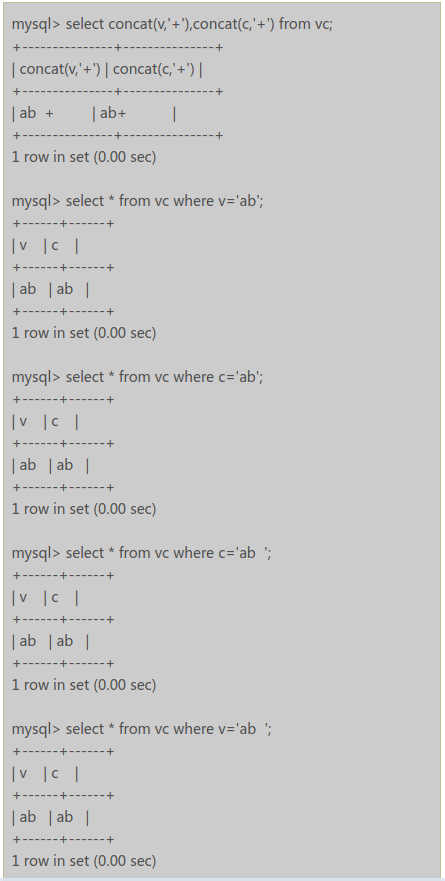 mysql> select concat(v,'+'),concat(c,'+') from vc;
+---------------+---------------+
| concat(v,'+') | concat(c,'+') |
+---------------+---------------+
| ab  +         | ab+           |
+---------------+---------------+
1 row in set (0.00 sec)

mysql> select * from vc where v='ab';
+------+------+
| v    | c    |
+------+------+
| ab   | ab   |
+------+------+
1 row in set (0.00 sec)

mysql> select * from vc where c='ab';
+------+------+
| v    | c    |
+------+------+
| ab   | ab   |
+------+------+
1 row in set (0.00 sec)

mysql> select * from vc where c='ab  ';
+------+------+
| v    | c    |
+------+------+
| ab   | ab   |
+------+------+
1 row in set (0.00 sec)

mysql> select * from vc where v='ab  ';
+------+------+
| v    | c    |
+------+------+
| ab   | ab   |
+------+------+
1 row in set (0.00 sec)